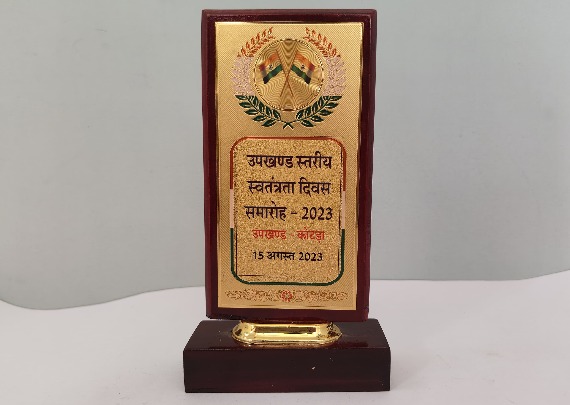 उपखण्ड स्तरीय
स्वतंत्रता दिवस
समारोह - 2023
उपखण्ड - कोटड़ा
15 अगस्त 2023